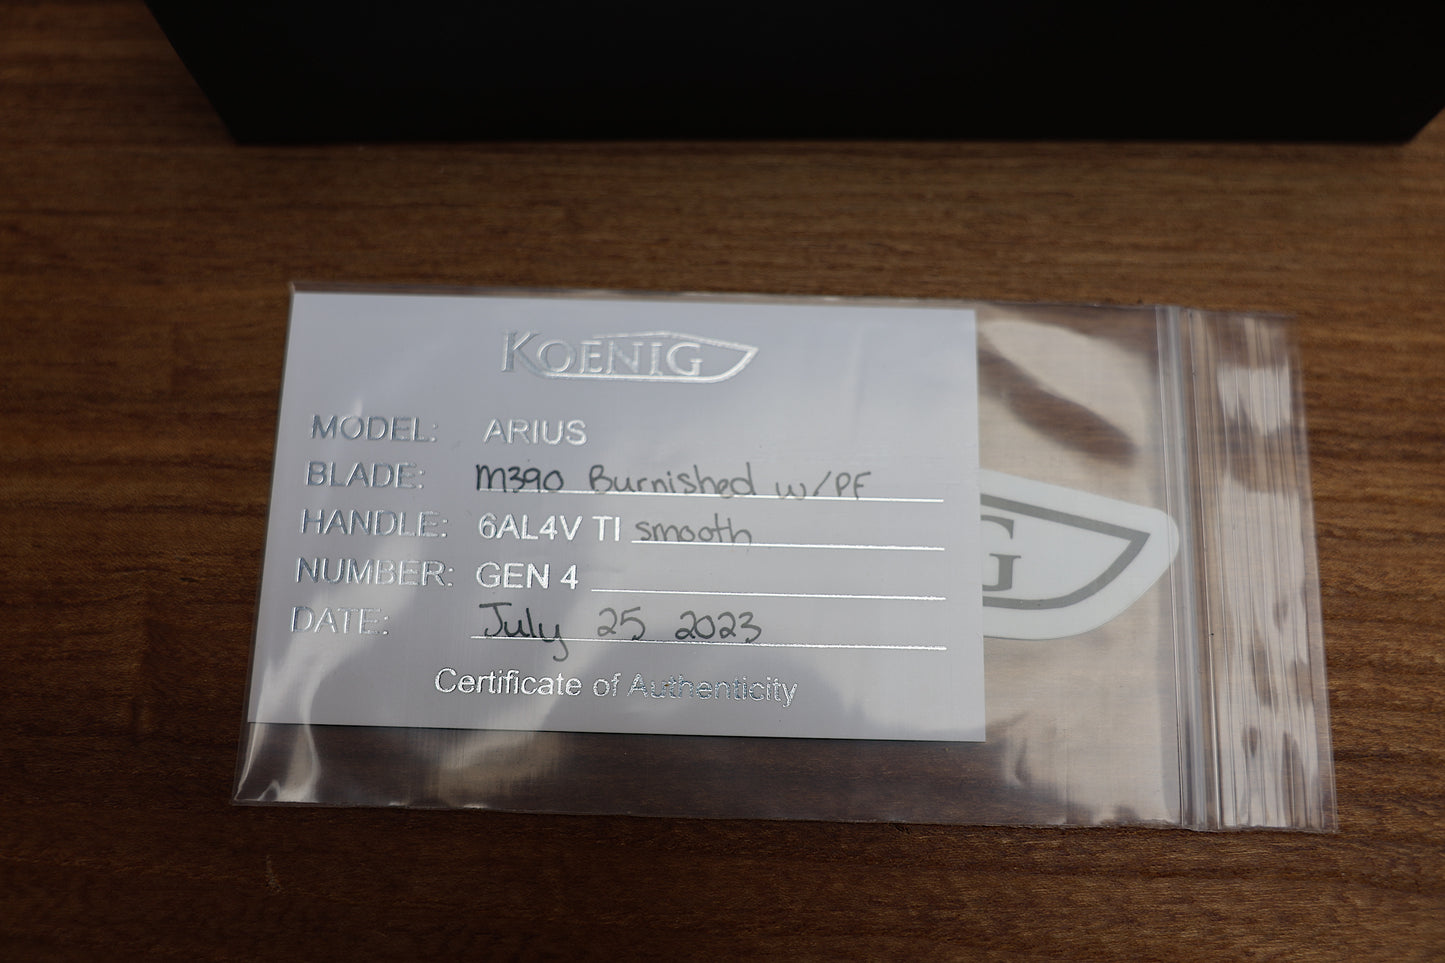 KOENIG
MODEL: ARIUS
BLADE: M390 Burnished w/PF
HANDLE: 6AL4V TI smooth
NUMBER: GEN 4
DATE: July 25 2023
Certificate of Authenticity
G